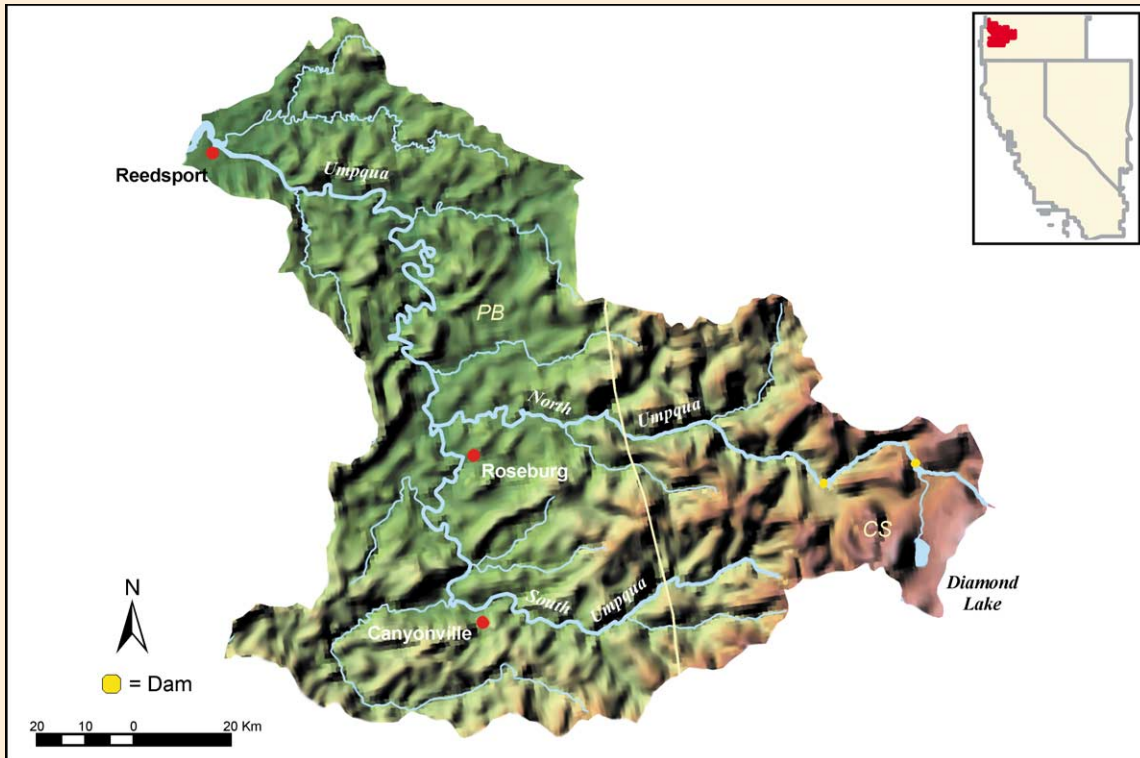 Reedsport
Umpqua
PB
North Umpqua
Roseburg
CS
Diamond
Lake
South Umpqua
Canyonville
N
= Dam
20 10 0 20 Km